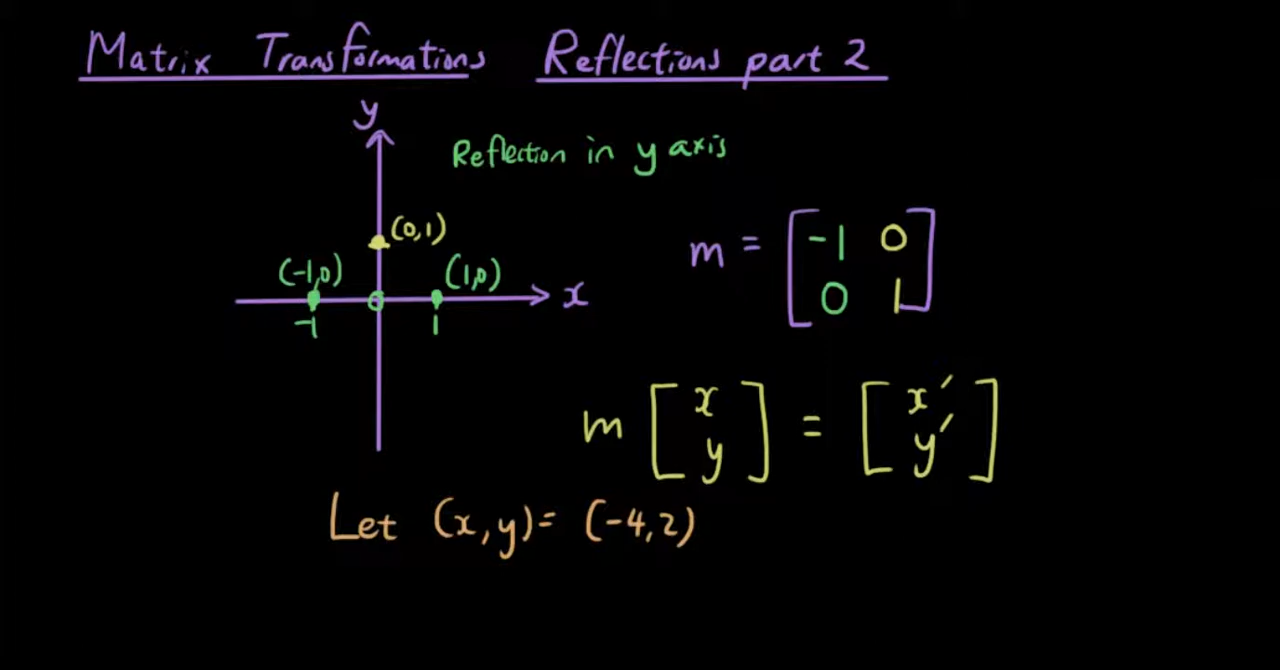 Matrix Transformations Reflections part 2
y
Reflection in y axis
(0,1)
m = [-1 0
0 1]
(-1,0) (1,0)
0 x
-1 1
m [x
y] = [x′
y′]
Let (x,y)= (-4,2)